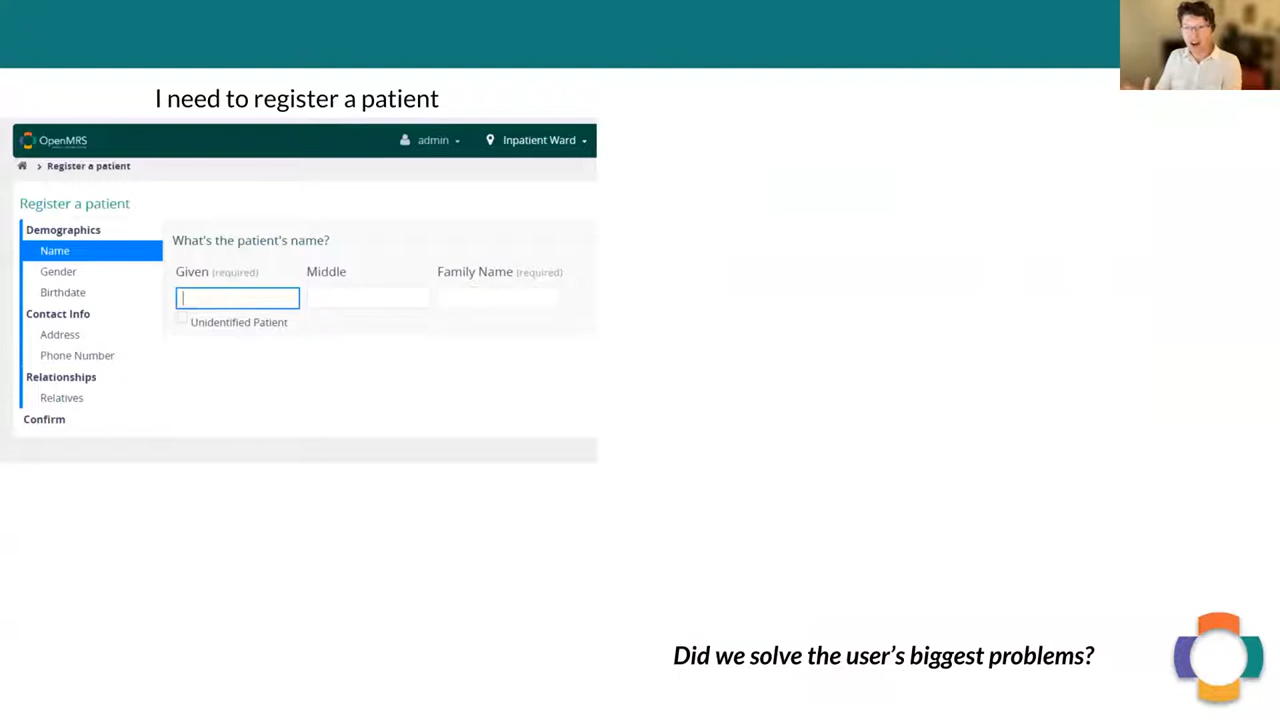 I need to register a patient
OpenMRS
admin
Inpatient Ward
Register a patient
Register a patient
Demographics
Name
Gender
Birthdate
Contact Info
Address
Phone Number
Relationships
Relatives
Confirm
What's the patient's name?
Given (required)
Middle
Family Name (required)
Unidentified Patient
Did we solve the user's biggest problems?